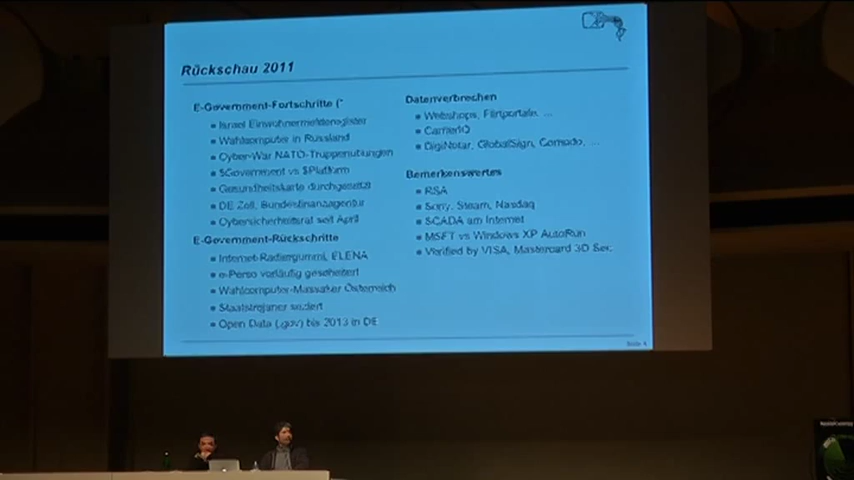 Rückschau 2011
E-Government-Fortschritte (*
Israel Einwohnermelderegister
Wahlcomputer in Russland
Cyber-War NATO-Truppenübungen
$Government vs $Platform
Gesundheitskarte durchgesetzt
DE Zoll, Bundesfinanzagentur
Cybersicherheitsrat seit April
E-Government-Rückschritte
Internet-Radiergummi, ELENA
e-Perso vorläufig gescheitert
Wahlcomputer-Massaker Österreich
Staatstrojaner seziert
Open Data (.gov) bis 2013 in DE
Datenverbrechen
Webshops, Flirtportale, ...
CarrierIQ
DigiNotar, GlobalSign, Comodo, ...
Bemerkenswertes
RSA
Sony, Steam, Nasdaq
SCADA am Internet
MSFT vs Windows XP AutoRun
Verified by VISA, Mastercard 3D Sec.